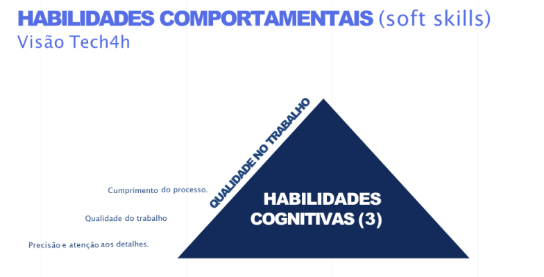 HABILIDADES COMPORTAMENTAIS (soft skills)
Visão Tech4h
QUALIDADE NO TRABALHO
Cumprimento do processo.
Qualidade do trabalho
Precisão e atenção aos detalhes.
HABILIDADES
COGNITIVAS (3)